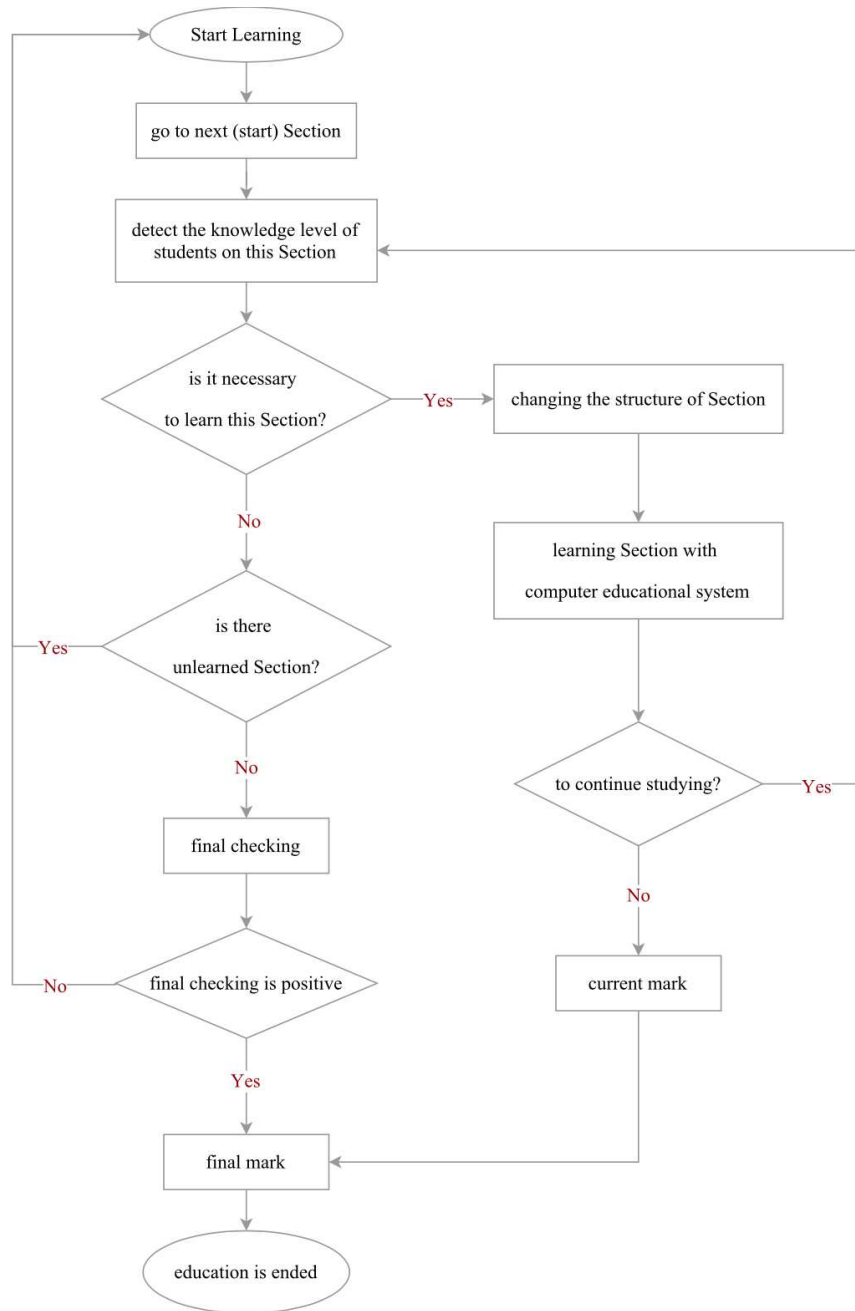 Start Learning
go to next (start) Section
detect the knowledge level of
students on this Section
is it necessary
to learn this Section?
Yes
changing the structure of Section
No
learning Section with
computer educational system
is there
unlearned Section?
Yes
No
to continue studying?
Yes
final checking
No
final checking is positive
No
current mark
Yes
final mark
education is ended